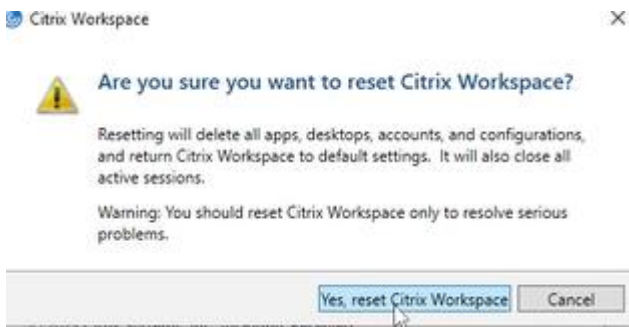 Citrix Workspace
Are you sure you want to reset Citrix Workspace?
Resetting will delete all apps, desktops, accounts, and configurations,
and return Citrix Workspace to default settings. It will also close all
active sessions.
Warning: You should reset Citrix Workspace only to resolve serious
problems.
Yes, reset Citrix Workspace Cancel